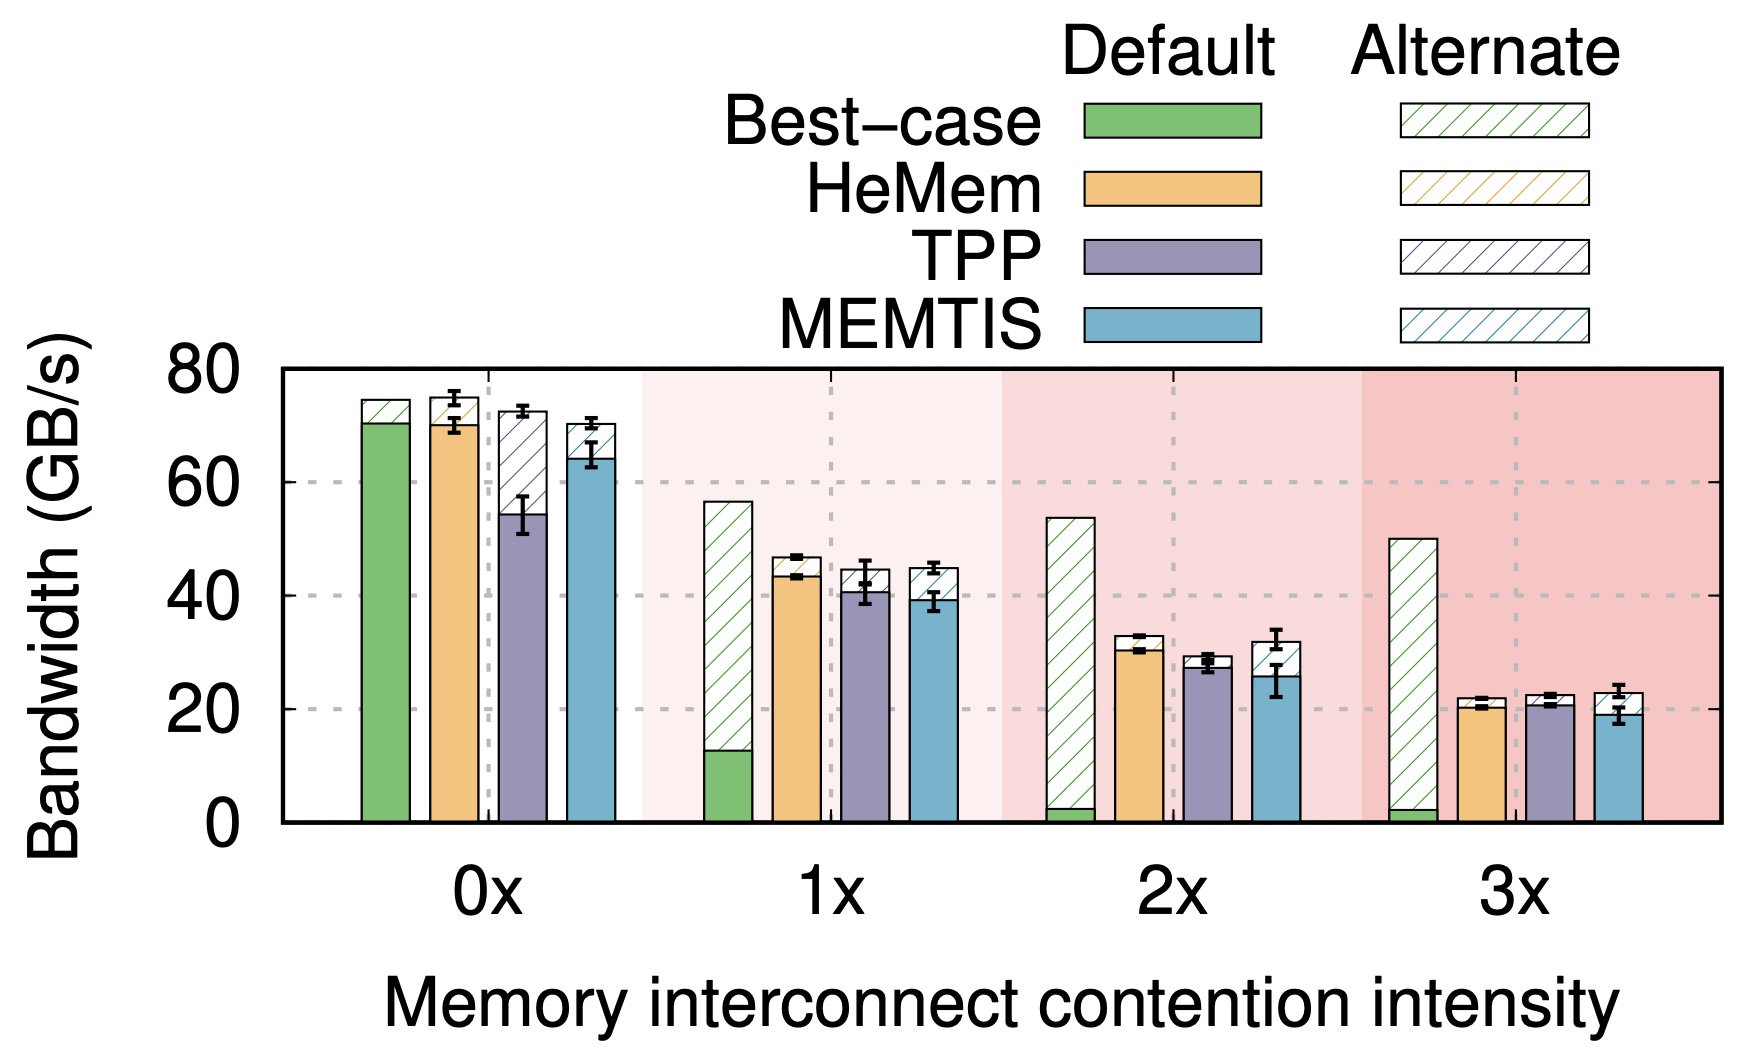 Default Alternate
Best–case
HeMem
TPP
MEMTIS
Bandwidth (GB/s)
80
60
40
20
0
0x 1x 2x 3x
Memory interconnect contention intensity